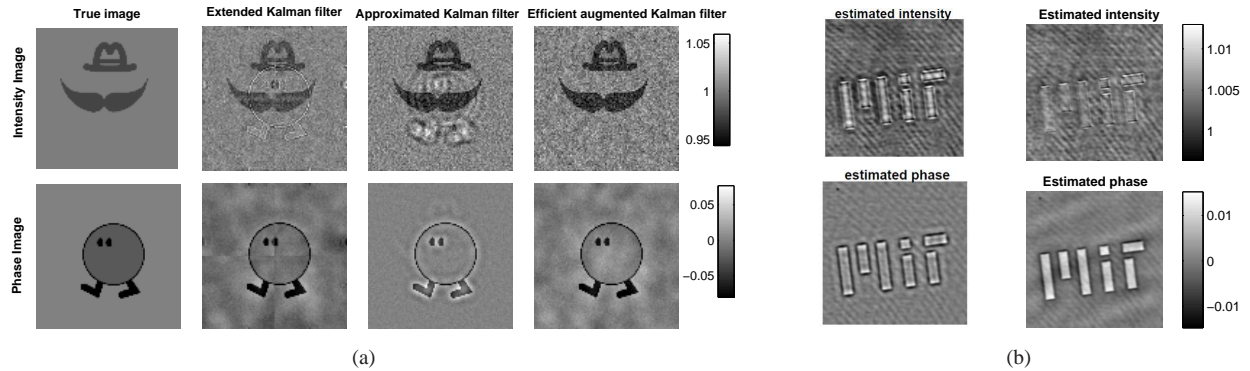 True image
Extended Kalman filter
Approximated Kalman filter
Efficient augmented Kalman filter
Intensity Image
1.05
1
0.95
Phase Image
0.05
0
−0.05
(a)
estimated intensity
Estimated intensity
1.01
1.005
1
estimated phase
Estimated phase
0.01
0
−0.01
(b)